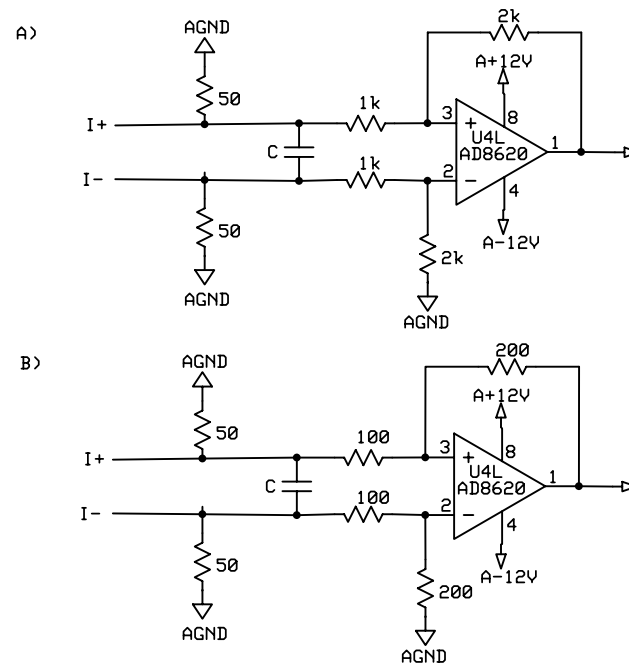 A)
AGND
50
I+
I-
C
50
AGND
1k
1k
2k
A+12V
3
+
8
U4L
AD8620
1
2
-
4
A-12V
2k
AGND
B)
AGND
50
I+
I-
C
50
AGND
100
100
200
A+12V
3
+
8
U4L
AD8620
1
2
-
4
A-12V
200
AGND